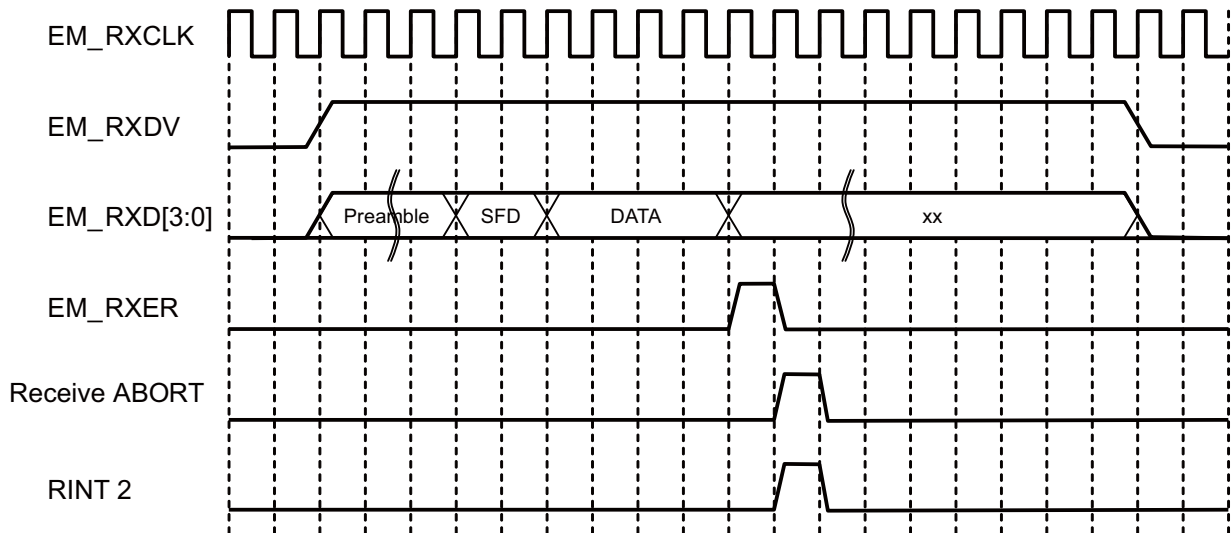 EM_RXCLK
EM_RXDV
EM_RXD[3:0] Preamble SFD DATA xx
EM_RXER
Receive ABORT
RINT 2